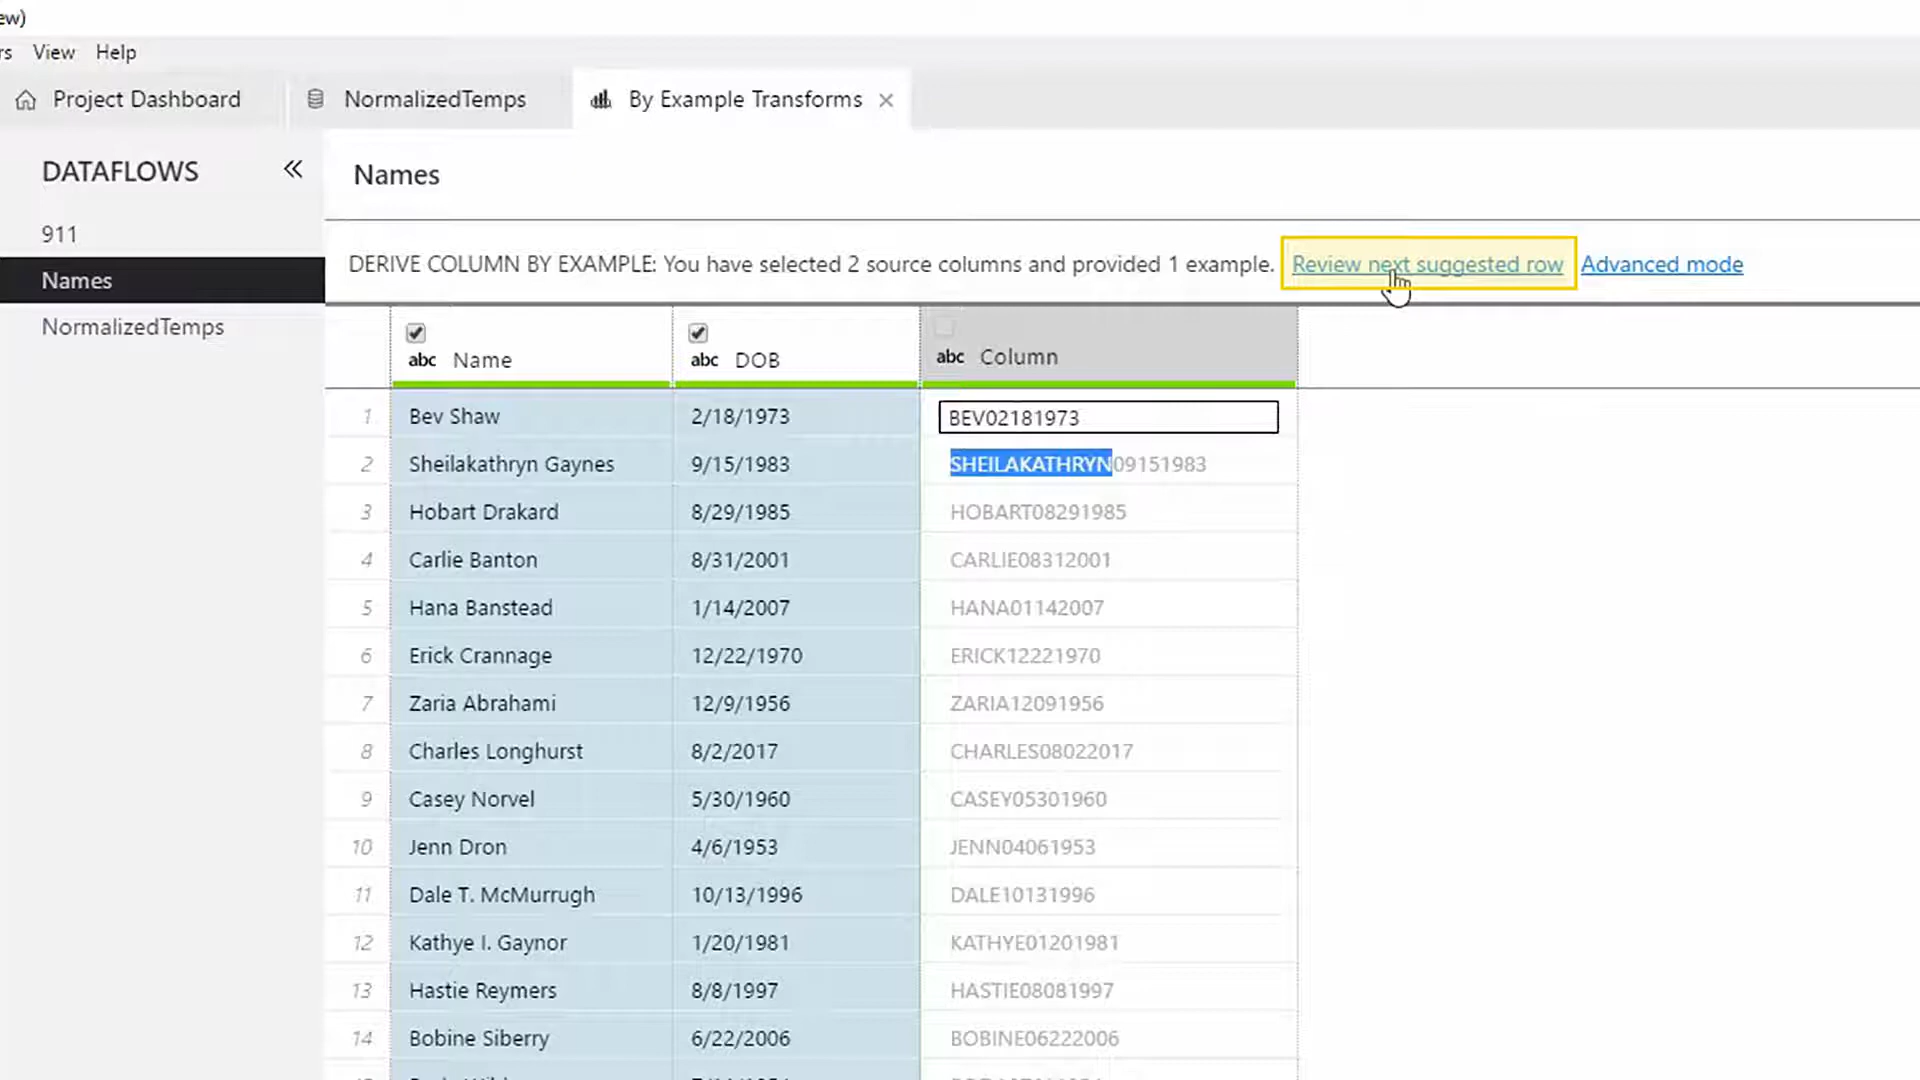 ew)
rs View Help
Project Dashboard NormalizedTemps By Example Transforms
DATAFLOWS
Names
911
DERIVE COLUMN BY EXAMPLE: You have selected 2 source columns and provided 1 example. Review next suggested row Advanced mode
Names
NormalizedTemps
abc Name abc DOB abc Column
1 Bev Shaw 2/18/1973 BEV02181973
2 Sheilakathryn Gaynes 9/15/1983 SHEILAKATHRYN09151983
3 Hobart Drakard 8/29/1985 HOBART08291985
4 Carlie Banton 8/31/2001 CARLIE08312001
5 Hana Banstead 1/14/2007 HANA01142007
6 Erick Crannage 12/22/1970 ERICK12221970
7 Zaria Abrahami 12/9/1956 ZARIA12091956
8 Charles Longhurst 8/2/2017 CHARLES08022017
9 Casey Norvel 5/30/1960 CASEY05301960
10 Jenn Dron 4/6/1953 JENN04061953
11 Dale T. McMurrugh 10/13/1996 DALE10131996
12 Kathye I. Gaynor 1/20/1981 KATHYE01201981
13 Hastie Reymers 8/8/1997 HASTIE08081997
14 Bobine Siberry 6/22/2006 BOBINE06222006